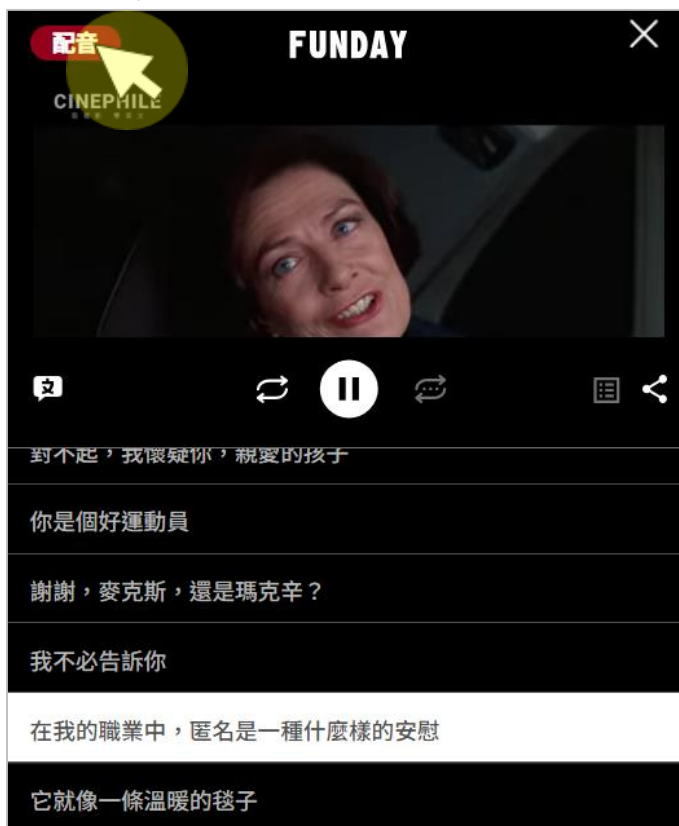 配音
FUNDAY
CINEPHILE
對不起，我懷疑你，親愛的孩子
你是個好運動員
謝謝，麥克斯，還是瑪克辛？
我不必告訴你
在我的職業中，匿名是一種什麼樣的安慰
它就像一條溫暖的毯子